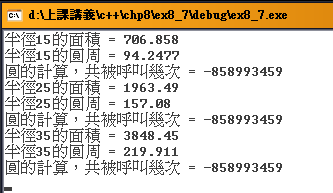 d:\上課講義\c++\chp8\ex8_7\debug\ex8_7.exe
半徑15的面積 = 706.858
半徑15的圓周 = 94.2477
圓的計算，共被呼叫幾次 = -858993459
半徑25的面積 = 1963.49
半徑25的圓周 = 157.08
圓的計算，共被呼叫幾次 = -858993459
半徑35的面積 = 3848.45
半徑35的圓周 = 219.911
圓的計算，共被呼叫幾次 = -858993459